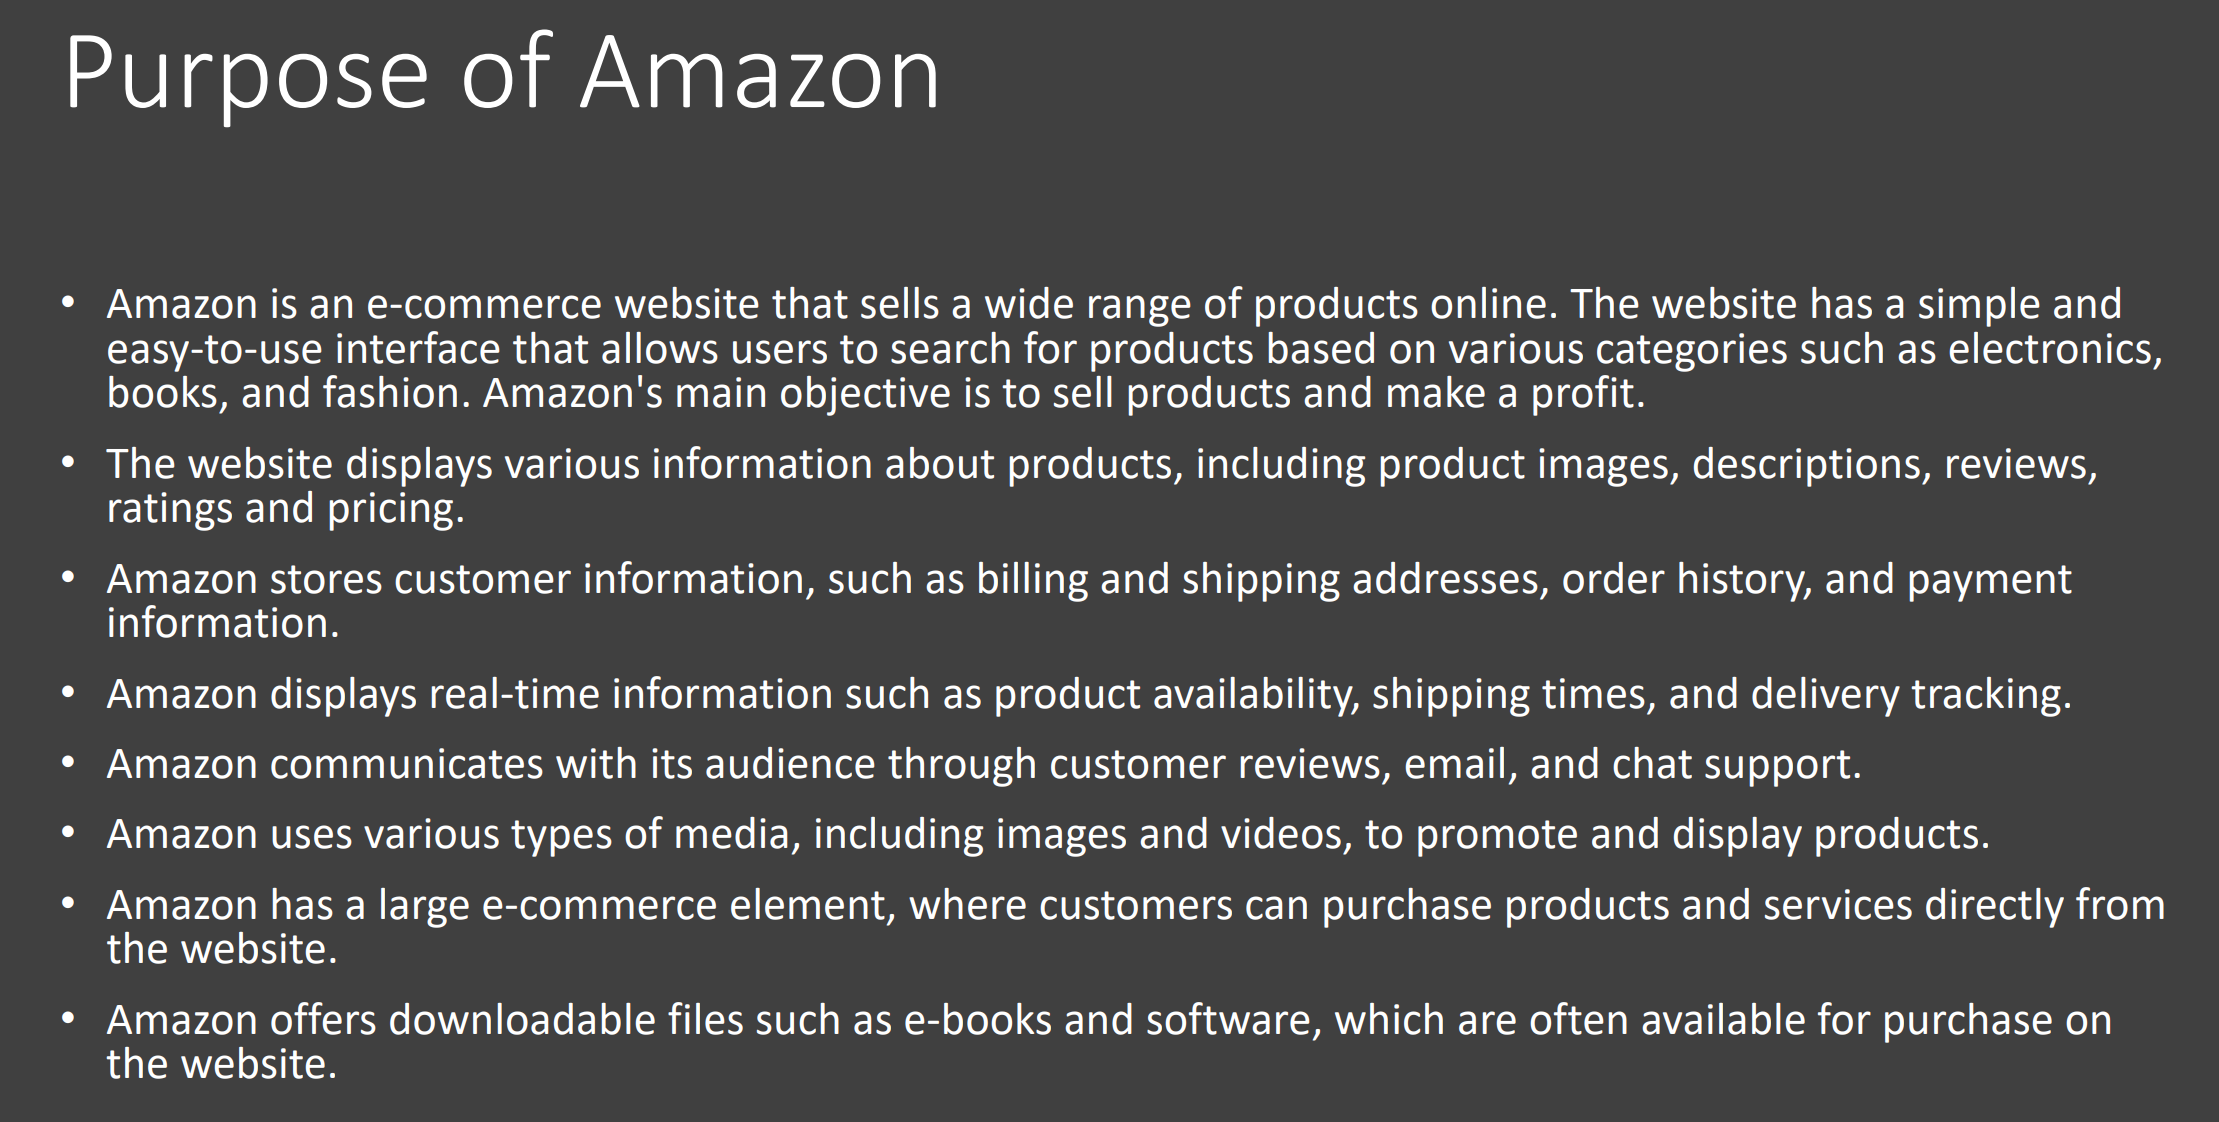 Purpose of Amazon
• Amazon is an e-commerce website that sells a wide range of products online. The website has a simple and
easy-to-use interface that allows users to search for products based on various categories such as electronics,
books, and fashion. Amazon's main objective is to sell products and make a profit.
• The website displays various information about products, including product images, descriptions, reviews,
ratings and pricing.
• Amazon stores customer information, such as billing and shipping addresses, order history, and payment
information.
• Amazon displays real-time information such as product availability, shipping times, and delivery tracking.
• Amazon communicates with its audience through customer reviews, email, and chat support.
• Amazon uses various types of media, including images and videos, to promote and display products.
• Amazon has a large e-commerce element, where customers can purchase products and services directly from
the website.
• Amazon offers downloadable files such as e-books and software, which are often available for purchase on
the website.